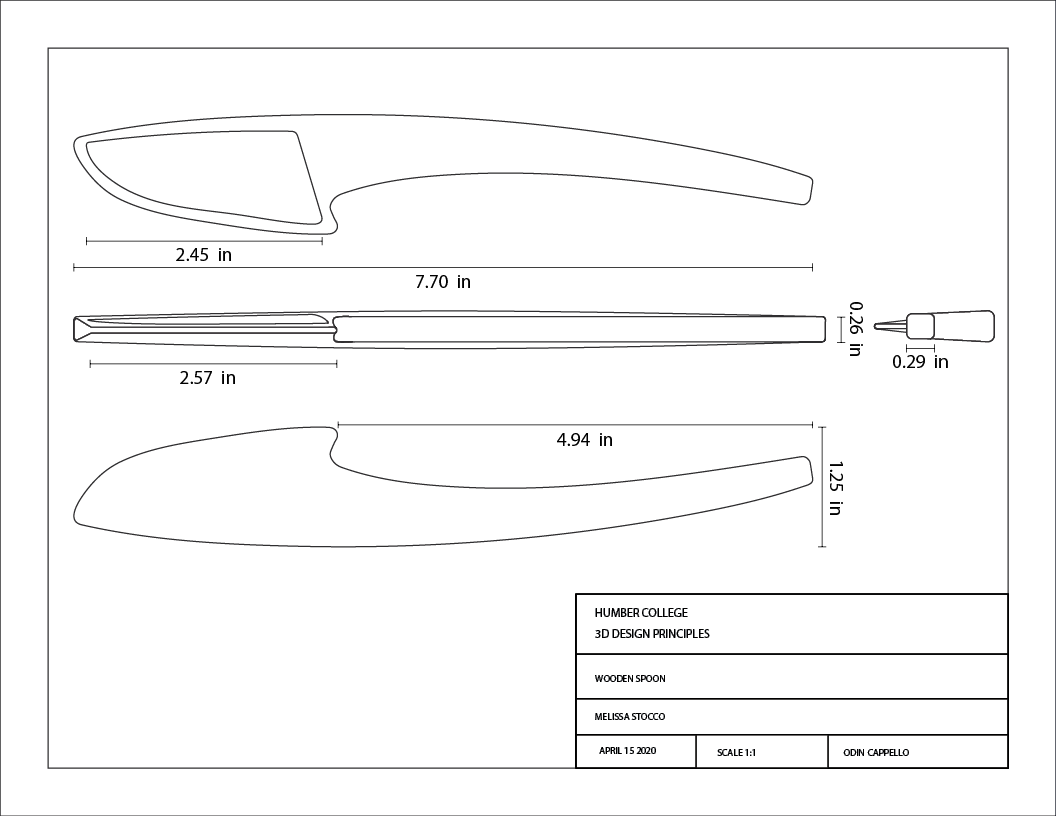 2.45 in
7.70 in
0.26 in
0.29 in
2.57 in
4.94 in
1.25 in
HUMBER COLLEGE
3D DESIGN PRINCIPLES
WOODEN SPOON
MELISSA STOCCO
APRIL 15 2020
SCALE 1:1
ODIN CAPPELLO